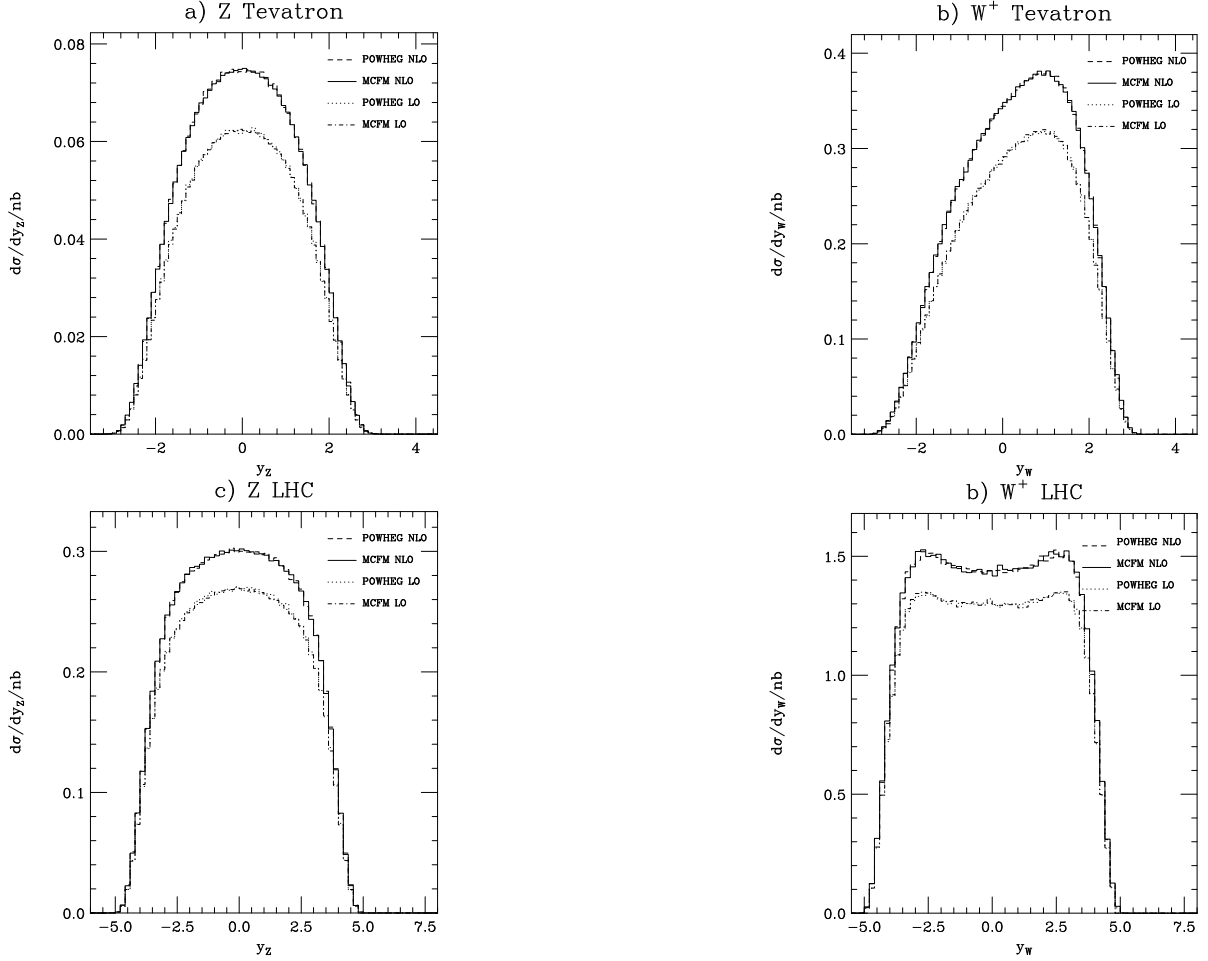 a) Z Tevatron
0.08
0.06
0.04
0.02
0.00
dσ/dy_Z/nb
POWHEG NLO
MCFM NLO
POWHEG LO
MCFM LO
−2
0
2
4
y_Z
b) W⁺ Tevatron
0.4
0.3
0.2
0.1
0.0
dσ/dy_W/nb
POWHEG NLO
MCFM NLO
POWHEG LO
MCFM LO
−2
0
2
4
y_W
c) Z LHC
0.3
0.2
0.1
0.0
dσ/dy_Z/nb
POWHEG NLO
MCFM NLO
POWHEG LO
MCFM LO
−5.0
−2.5
0.0
2.5
5.0
7.5
y_Z
b) W⁺ LHC
1.5
1.0
0.5
0.0
dσ/dy_W/nb
POWHEG NLO
MCFM NLO
POWHEG LO
MCFM LO
−5.0
−2.5
0.0
2.5
5.0
7.5
y_W